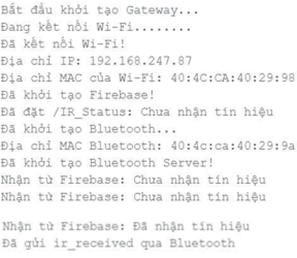 Bắt đầu khởi tạo Gateway...
Đang kết nối Wi-Fi........
Đã kết nối Wi-Fi!
Địa chỉ IP: 192.168.247.87
Địa chỉ MAC của Wi-Fi: 40:4C:CA:40:29:98
Đã khởi tạo Firebase!
Đã đặt /IR_Status: Chưa nhận tín hiệu
Đã khởi tạo Bluetooth...
Địa chỉ MAC Bluetooth: 40:4c:ca:40:29:9a
Đã khởi tạo Bluetooth Server!
Nhận từ Firebase: Chưa nhận tín hiệu
Nhận từ Firebase: Chưa nhận tín hiệu
Nhận từ Firebase: Đã nhận tín hiệu
Đã gửi ir_received qua Bluetooth